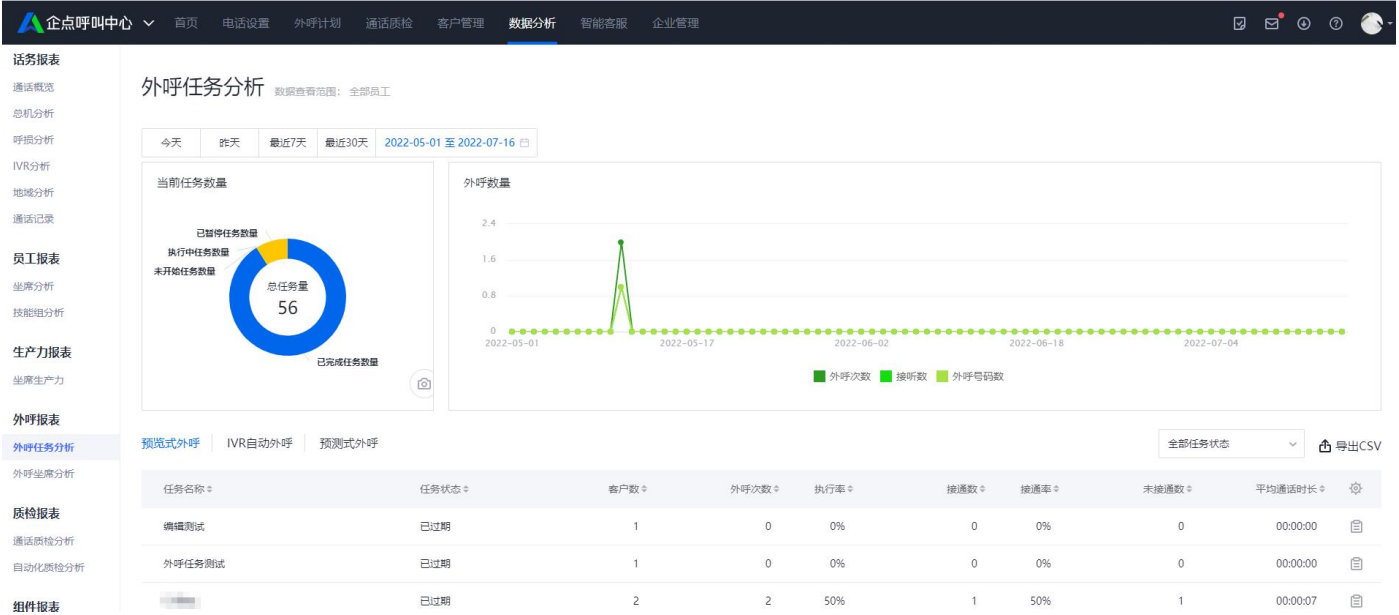 企点呼叫中心 首页 电话设置 外呼计划 通话质检 客户管理 数据分析 智能客服 企业管理
话务报表
通话概览
总机分析
呼损分析
IVR分析
地域分析
通话记录
员工报表
坐席分析
技能组分析
生产力报表
坐席生产力
外呼报表
外呼任务分析
外呼坐席分析
质检报表
通话质检分析
自动化质检分析
组件报表
外呼任务分析 数据查看范围: 全部员工
今天 昨天 最近7天 最近30天 2022-05-01 至 2022-07-16
当前任务数量
已暂停任务数量
执行中任务数量
未开始任务数量
总任务量
56
已完成任务数量
外呼数量
2.4
1.6
0.8
0
2022-05-01 2022-05-17 2022-06-02 2022-06-18 2022-07-04
外呼次数 接听数 外呼号码数
预览式外呼 IVR自动外呼 预测式外呼 全部任务状态 导出CSV
任务名称 任务状态 客户数 外呼次数 执行率 接通数 接通率 未接通数 平均通话时长
编辑测试 已过期 1 0 0% 0 0% 0 00:00:00
外呼任务测试 已过期 1 0 0% 0 0% 0 00:00:00
已过期 2 2 50% 1 50% 1 00:00:07